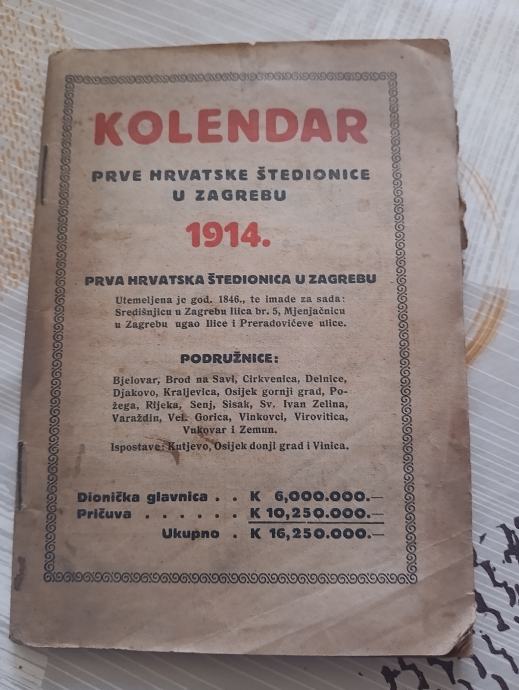 KOLENDAR
PRVE HRVATSKE ŠTEDIONICE
U ZAGREBU
1914.
PRVA HRVATSKA ŠTEDIONICA U ZAGREBU
Utemeljena je god. 1846., te imade za sada:
Središnjicu u Zagrebu Ilica br. 5, Mjenjačnicu
u Zagrebu ugao Ilice i Preradovićeve ulice.
PODRUŽNICE:
Bjelovar, Brod na Savi, Cirkvenica, Delnice,
Djakovo, Kraljevica, Osijek gornji grad, Po-
žega, Rijeka, Senj, Sisak, Sv. Ivan Zelina,
Varaždin, Vel. Gorica, Vinkovci, Virovitica,
Vukovar i Zemun.
Ispostave: Kutjevo, Osijek donji grad i Vinica.
Dionička glavnica . . K 6,000.000.—
Pričuva . . . . . . K 10,250.000.—
Ukupno . K 16,250.000.—